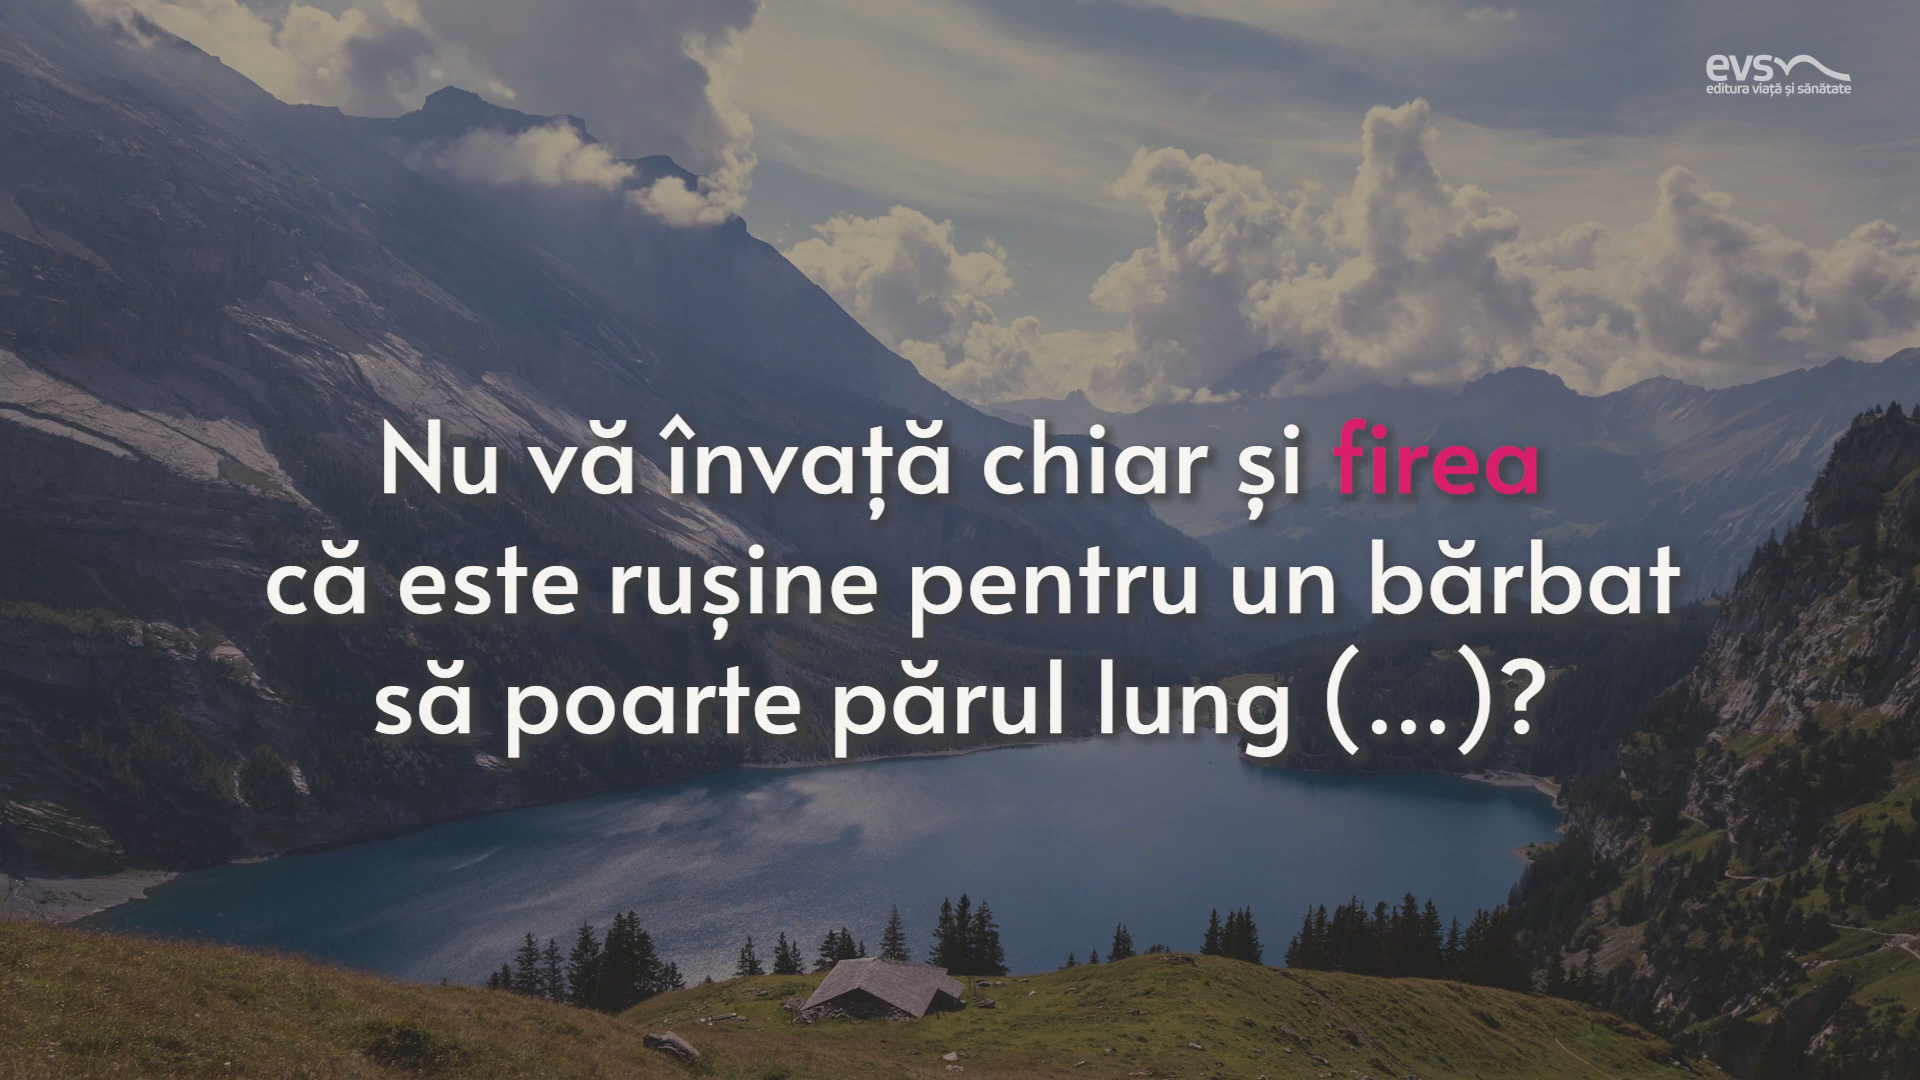 evs
editura viață și sănătate
Nu vă învață chiar și firea
că este rușine pentru un bărbat
să poarte părul lung (...)?